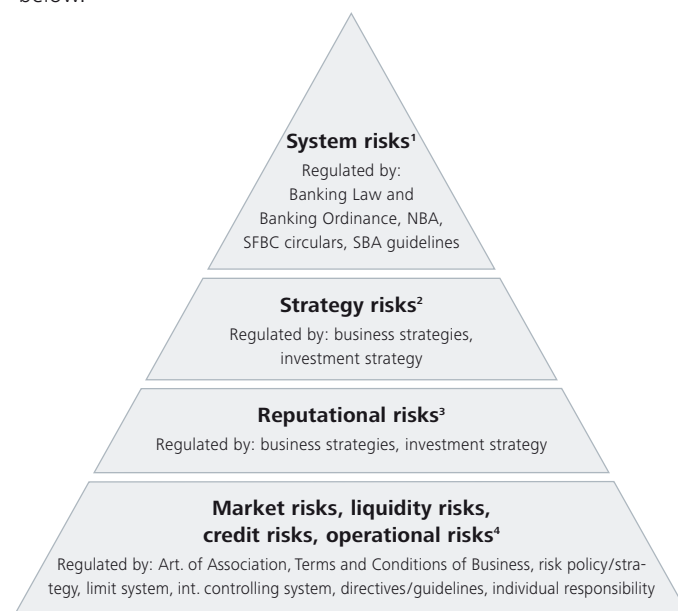 below.
System risks¹
Regulated by:
Banking Law and
Banking Ordinance, NBA,
SFBC circulars, SBA guidelines
Strategy risks²
Regulated by: business strategies,
investment strategy
Reputational risks³
Regulated by: business strategies, investment strategy
Market risks, liquidity risks,
credit risks, operational risks⁴
Regulated by: Art. of Association, Terms and Conditions of Business, risk policy/stra-
tegy, limit system, int. controlling system, directives/guidelines, individual responsibility